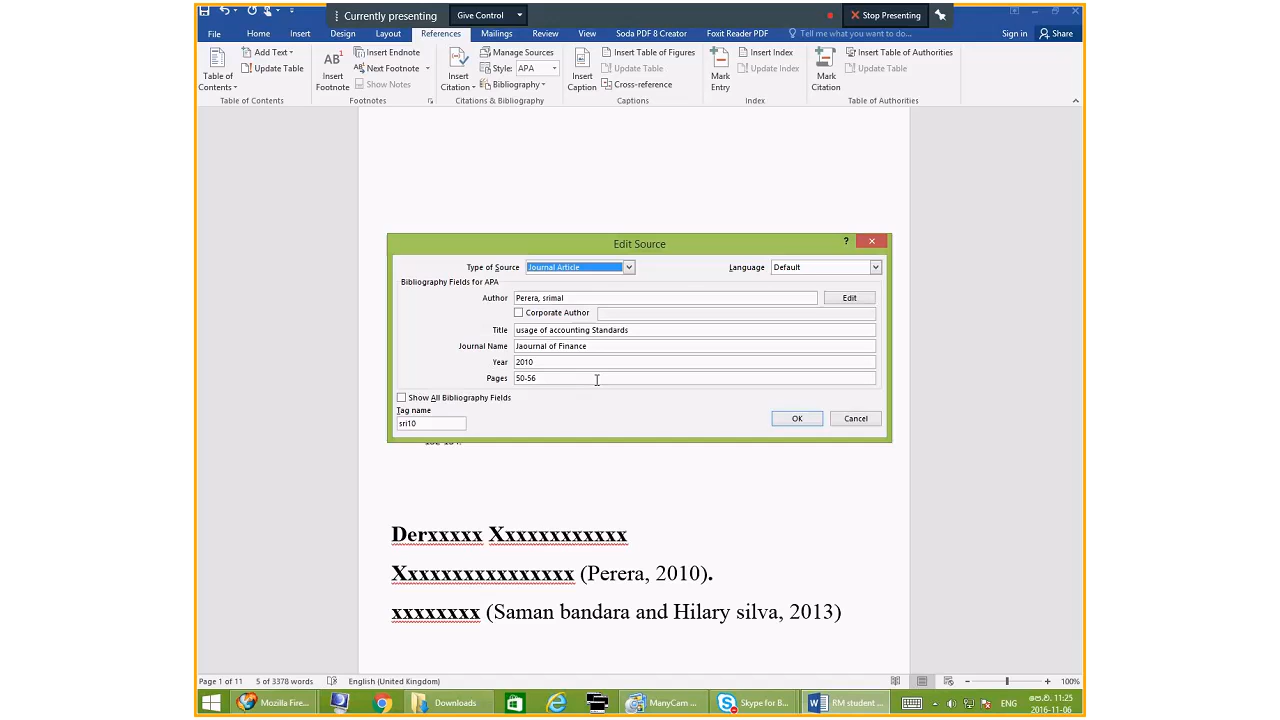 Currently presenting Give Control Stop Presenting
File Home Insert Design Layout References Mailings Review View Soda PDF 8 Creator Foxit Reader PDF Tell me what you want to do... Sign in Share
Table of Contents Add Text Update Table Insert Footnote Insert Endnote Next Footnote Show Notes Insert Citation Manage Sources Style: APA Bibliography Insert Caption Insert Table of Figures Update Table Cross-reference Mark Entry Insert Index Update Index Mark Citation Insert Table of Authorities Update Table
Table of Contents Footnotes Citations & Bibliography Captions Index Table of Authorities
Edit Source ?
Type of Source Journal Article Language Default
Bibliography Fields for APA
Author Perera, srimal Edit
Corporate Author
Title usage of accounting Standards
Journal Name Jaournal of Finance
Year 2010
Pages 50-56
Show All Bibliography Fields
Tag name
sri10 OK Cancel
Derxxxxx Xxxxxxxxxxxx
Xxxxxxxxxxxxxxx (Perera, 2010).
xxxxxxxx (Saman bandara and Hilary silva, 2013)
Page 1 of 11 5 of 3378 words English (United Kingdom) 100%
Mozilla Fire... Downloads ManyCam ... Skype for B... RM student ... ENG 11:25
2016-11-06